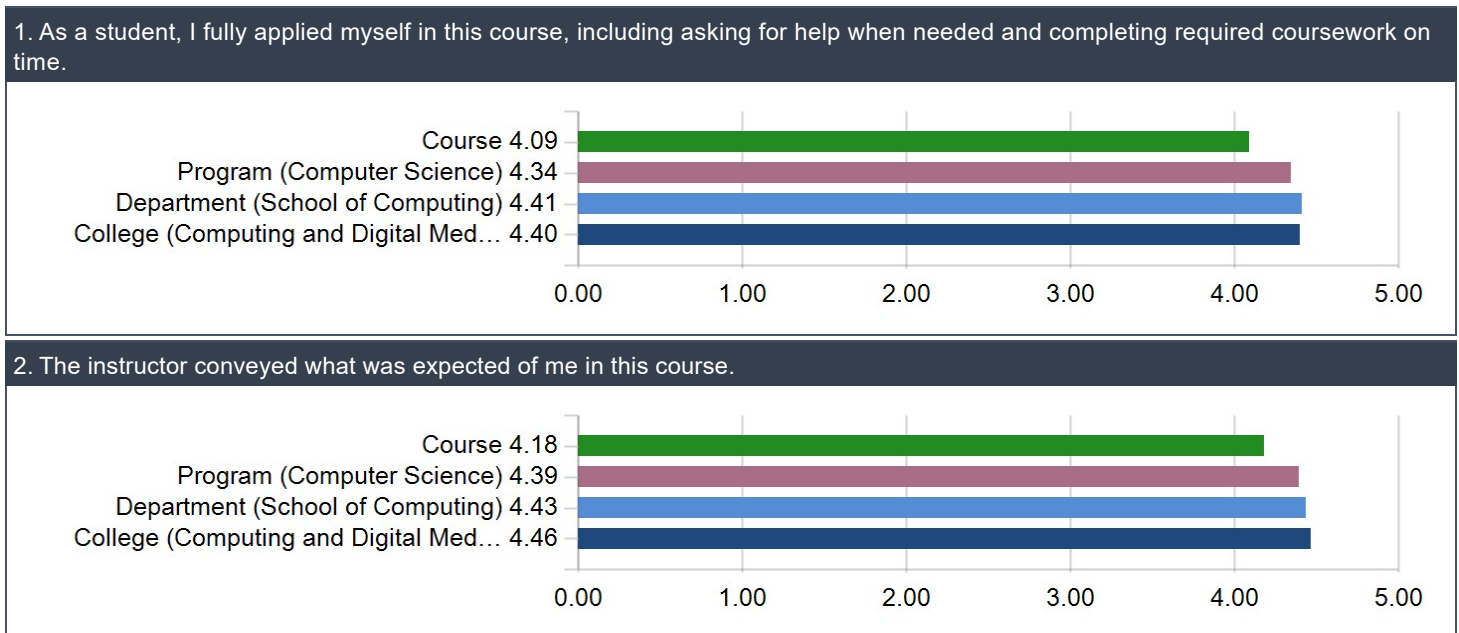 1. As a student, I fully applied myself in this course, including asking for help when needed and completing required coursework on
time.
Course 4.09
Program (Computer Science) 4.34
Department (School of Computing) 4.41
College (Computing and Digital Med... 4.40
0.00 1.00 2.00 3.00 4.00 5.00
2. The instructor conveyed what was expected of me in this course.
Course 4.18
Program (Computer Science) 4.39
Department (School of Computing) 4.43
College (Computing and Digital Med... 4.46
0.00 1.00 2.00 3.00 4.00 5.00